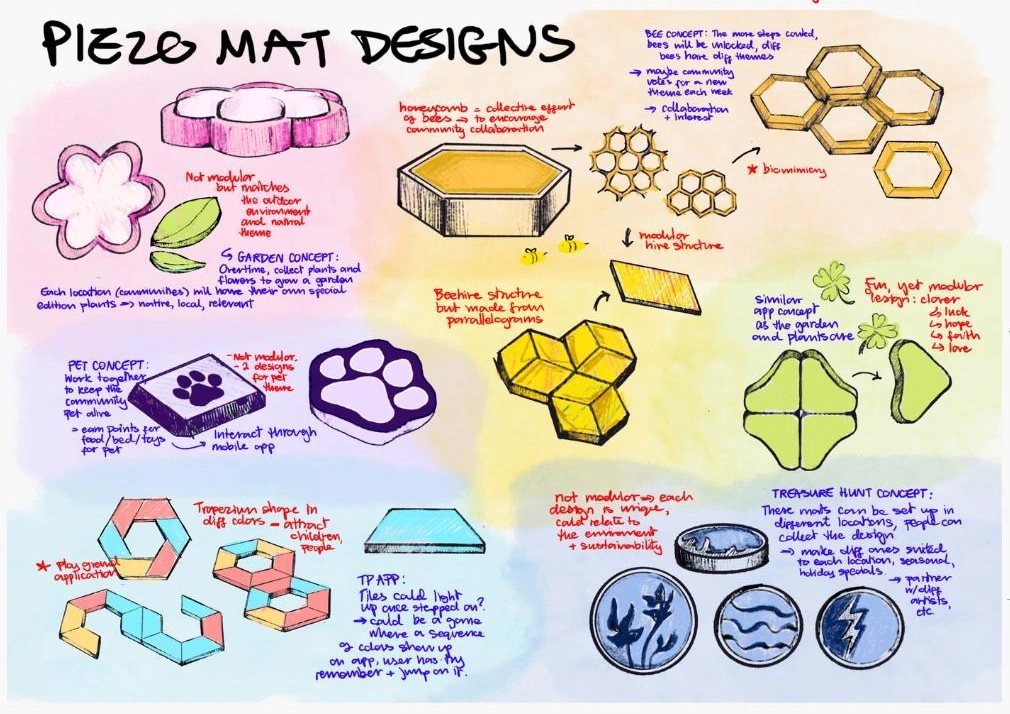 PIEZO MAT DESIGNS
Not modular
but matches
the outdoor
environment
and natural
theme
GARDEN CONCEPT:
Overtime, collect plants and
flowers to grow a garden
Each location (communities) will have their own special
edition plants → native, local, relevant
honeycomb = collective effort
of bees → to encourage
community collaboration
BEE CONCEPT: The more steps counted,
bees will be unlocked, diff
bees have diff themes
→ maybe community
votes for a new
theme each week
→ collaboration
+ interest
* biomimicry
modular
hive structure
Beehive structure
but made from
parallelograms
Similar
app concept
as the garden
and plants one
Fun, yet modular
design: clover
↳ luck
↳ hope
↳ faith
↳ love
PET CONCEPT:
Work together
to keep the
community
pet alive
= earn points for
food/bed/toys
for pet
-Not modular.
- 2 designs
for pet
theme
Interact through
mobile app
Trapezium shape in
diff colors = attract
children,
people
* Playground
application
TP APP:
Tiles could light
up once stepped on?
→ could be a game
where a sequence
of colors show up
on app, user has try
remember + jump on it.
not modular → each
design is unique,
could relate to
the environment
+ sustainability
TREASURE HUNT CONCEPT:
These mats can be set up in
different locations, people can
collect the design
→ make diff ones suited
to each location, seasonal,
holiday specials.
→ partner
w/diff
artists,
etc.